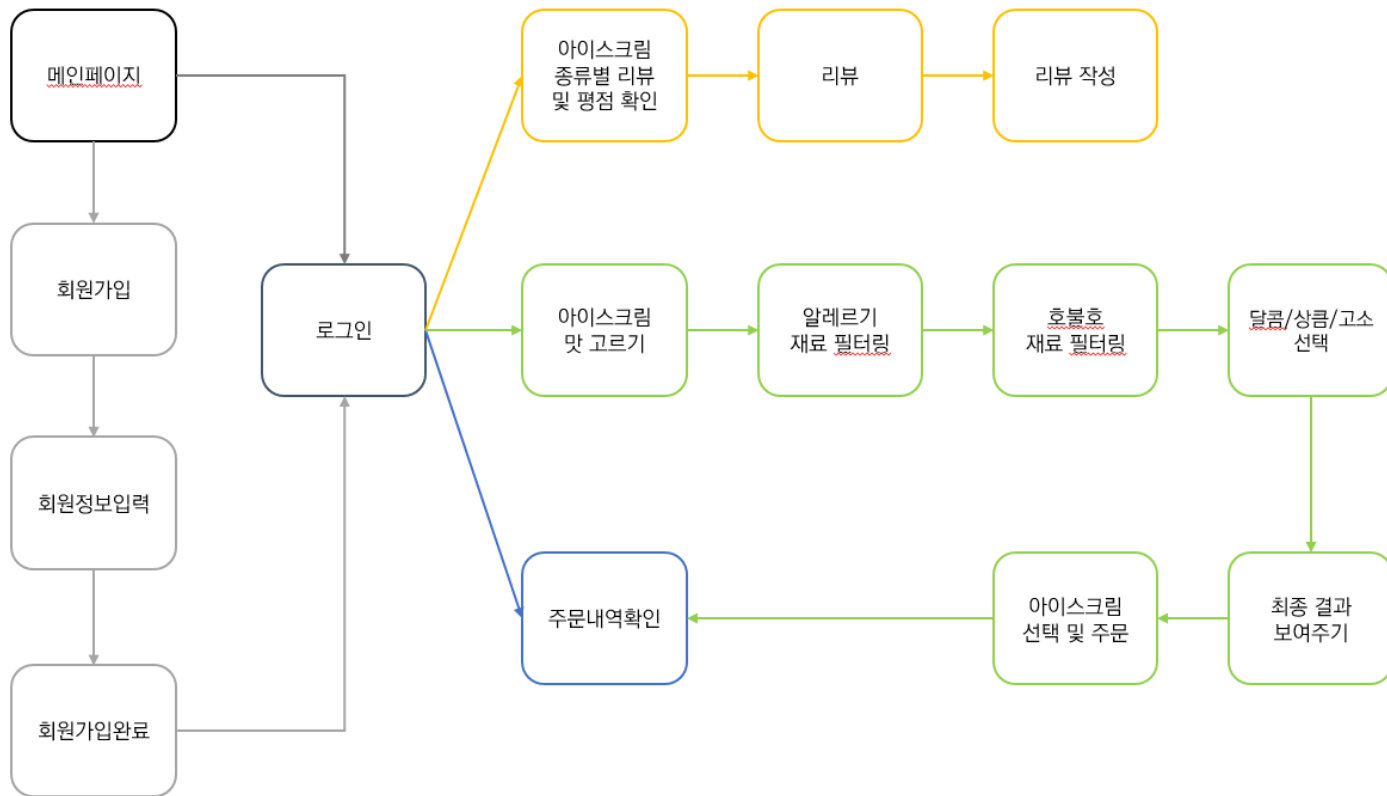 메인페이지
아이스크림
종류별 리뷰
및 평점 확인
리뷰
리뷰 작성
회원가입
로그인
아이스크림
맛 고르기
알레르기
재료 필터링
호불호
재료 필터링
달콤/상큼/고소
선택
회원정보입력
주문내역확인
아이스크림
선택 및 주문
최종 결과
보여주기
회원가입완료